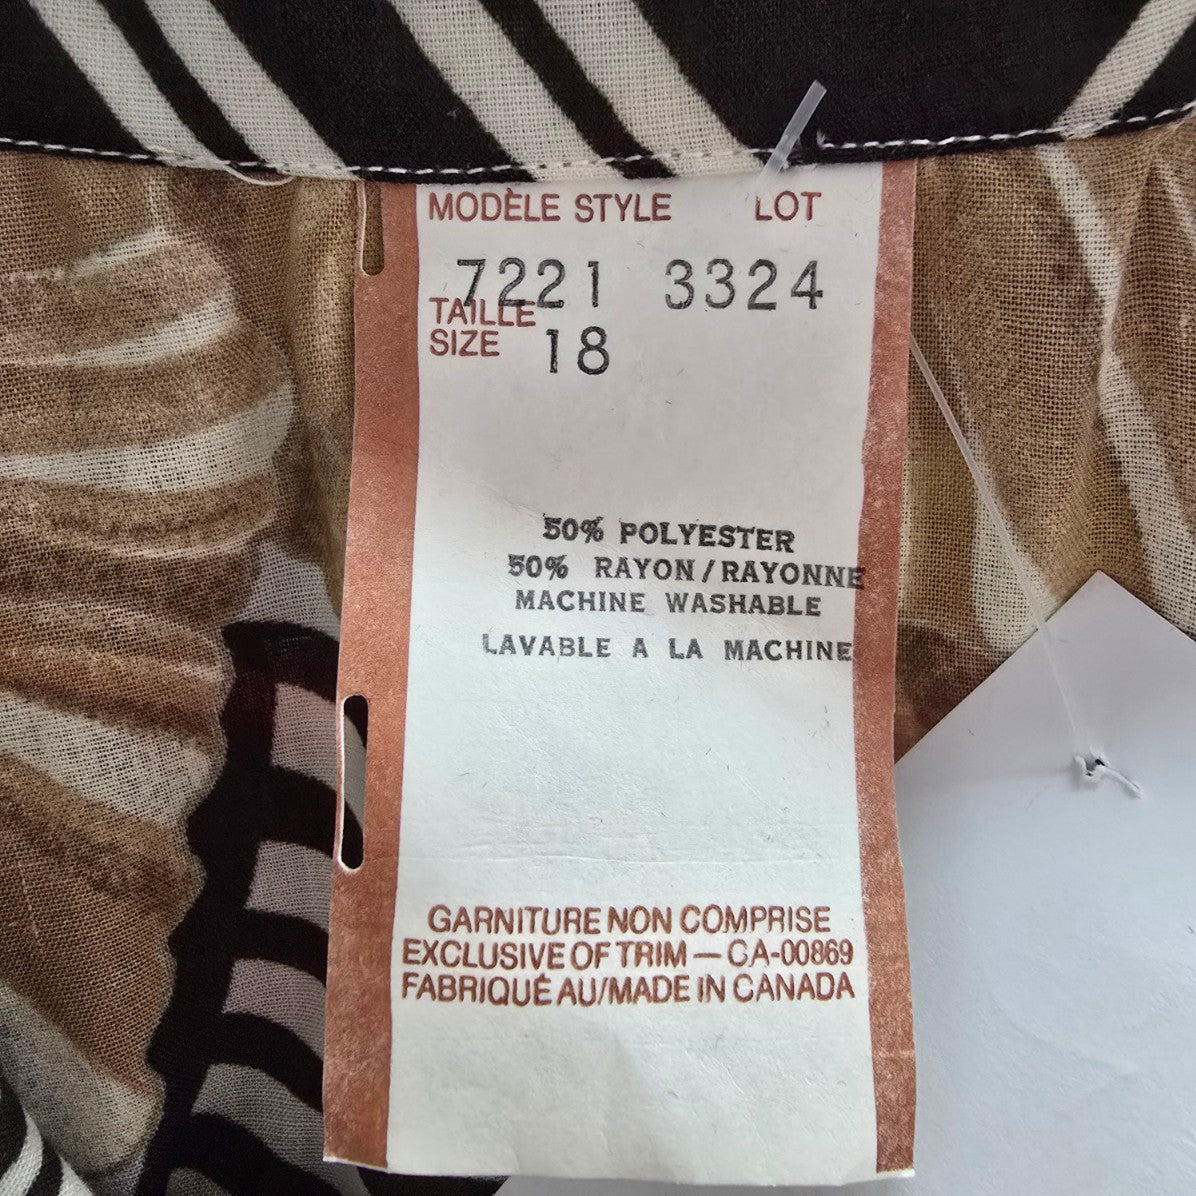 MODÈLE STYLE LOT
7221 3324
TAILLE
SIZE 18
50% POLYESTER
50% RAYON/RAYONNE
MACHINE WASHABLE
LAVABLE A LA MACHINE
GARNITURE NON COMPRISE
EXCLUSIVE OF TRIM — CA-00869
FABRIQUÉ AU/MADE IN CANADA